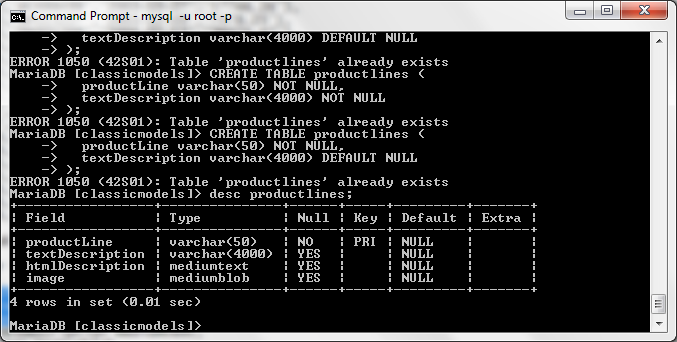 Command Prompt - mysql -u root -p
    ->   textDescription varchar(4000) DEFAULT NULL
    -> );
ERROR 1050 (42S01): Table 'productlines' already exists
MariaDB [classicmodels]> CREATE TABLE productlines (
    ->   productLine varchar(50) NOT NULL,
    ->   textDescription varchar(4000) NOT NULL
    -> );
ERROR 1050 (42S01): Table 'productlines' already exists
MariaDB [classicmodels]> CREATE TABLE productlines (
    ->   productLine varchar(50) NOT NULL,
    ->   textDescription varchar(4000) DEFAULT NULL
    -> );
ERROR 1050 (42S01): Table 'productlines' already exists
MariaDB [classicmodels]> desc productlines;
+-----------------+---------------+------+-----+---------+-------+
| Field           | Type          | Null | Key | Default | Extra |
+-----------------+---------------+------+-----+---------+-------+
| productLine     | varchar(50)   | NO   | PRI | NULL    |       |
| textDescription | varchar(4000) | YES  |     | NULL    |       |
| htmlDescription | mediumtext    | YES  |     | NULL    |       |
| image           | mediumblob    | YES  |     | NULL    |       |
+-----------------+---------------+------+-----+---------+-------+
4 rows in set (0.01 sec)
MariaDB [classicmodels]>